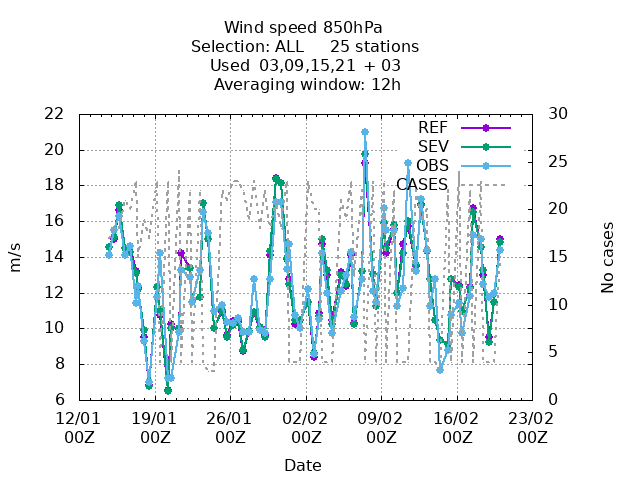 Wind speed 850hPa
Selection: ALL     25 stations
Used 03,09,15,21 + 03
Averaging window: 12h
22
20
18
16
14
12
10
8
6
m/s
30
25
20
15
10
5
0
No cases
REF
SEV
OBS
CASES
12/01 19/01 26/01 02/02 09/02 16/02 23/02
00Z 00Z 00Z 00Z 00Z 00Z 00Z
Date